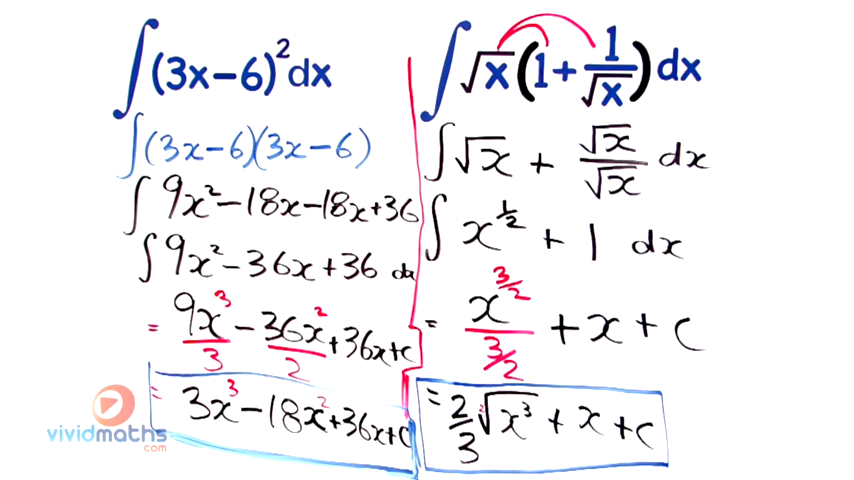 ∫(3x−6)²dx
∫(3x−6)(3x−6)
∫9x²−18x−18x+36
∫9x²−36x+36 dx
= 9x³/3 − 36x²/2 + 36x+c
= 3x³−18x²+36x+c
∫√x(1+1/√x)dx
∫√x + √x/√x dx
∫x^½ + 1 dx
= x^(3/2)/(3/2) + x + c
= 2/3 ²√x³ + x + c
vividmaths
.com